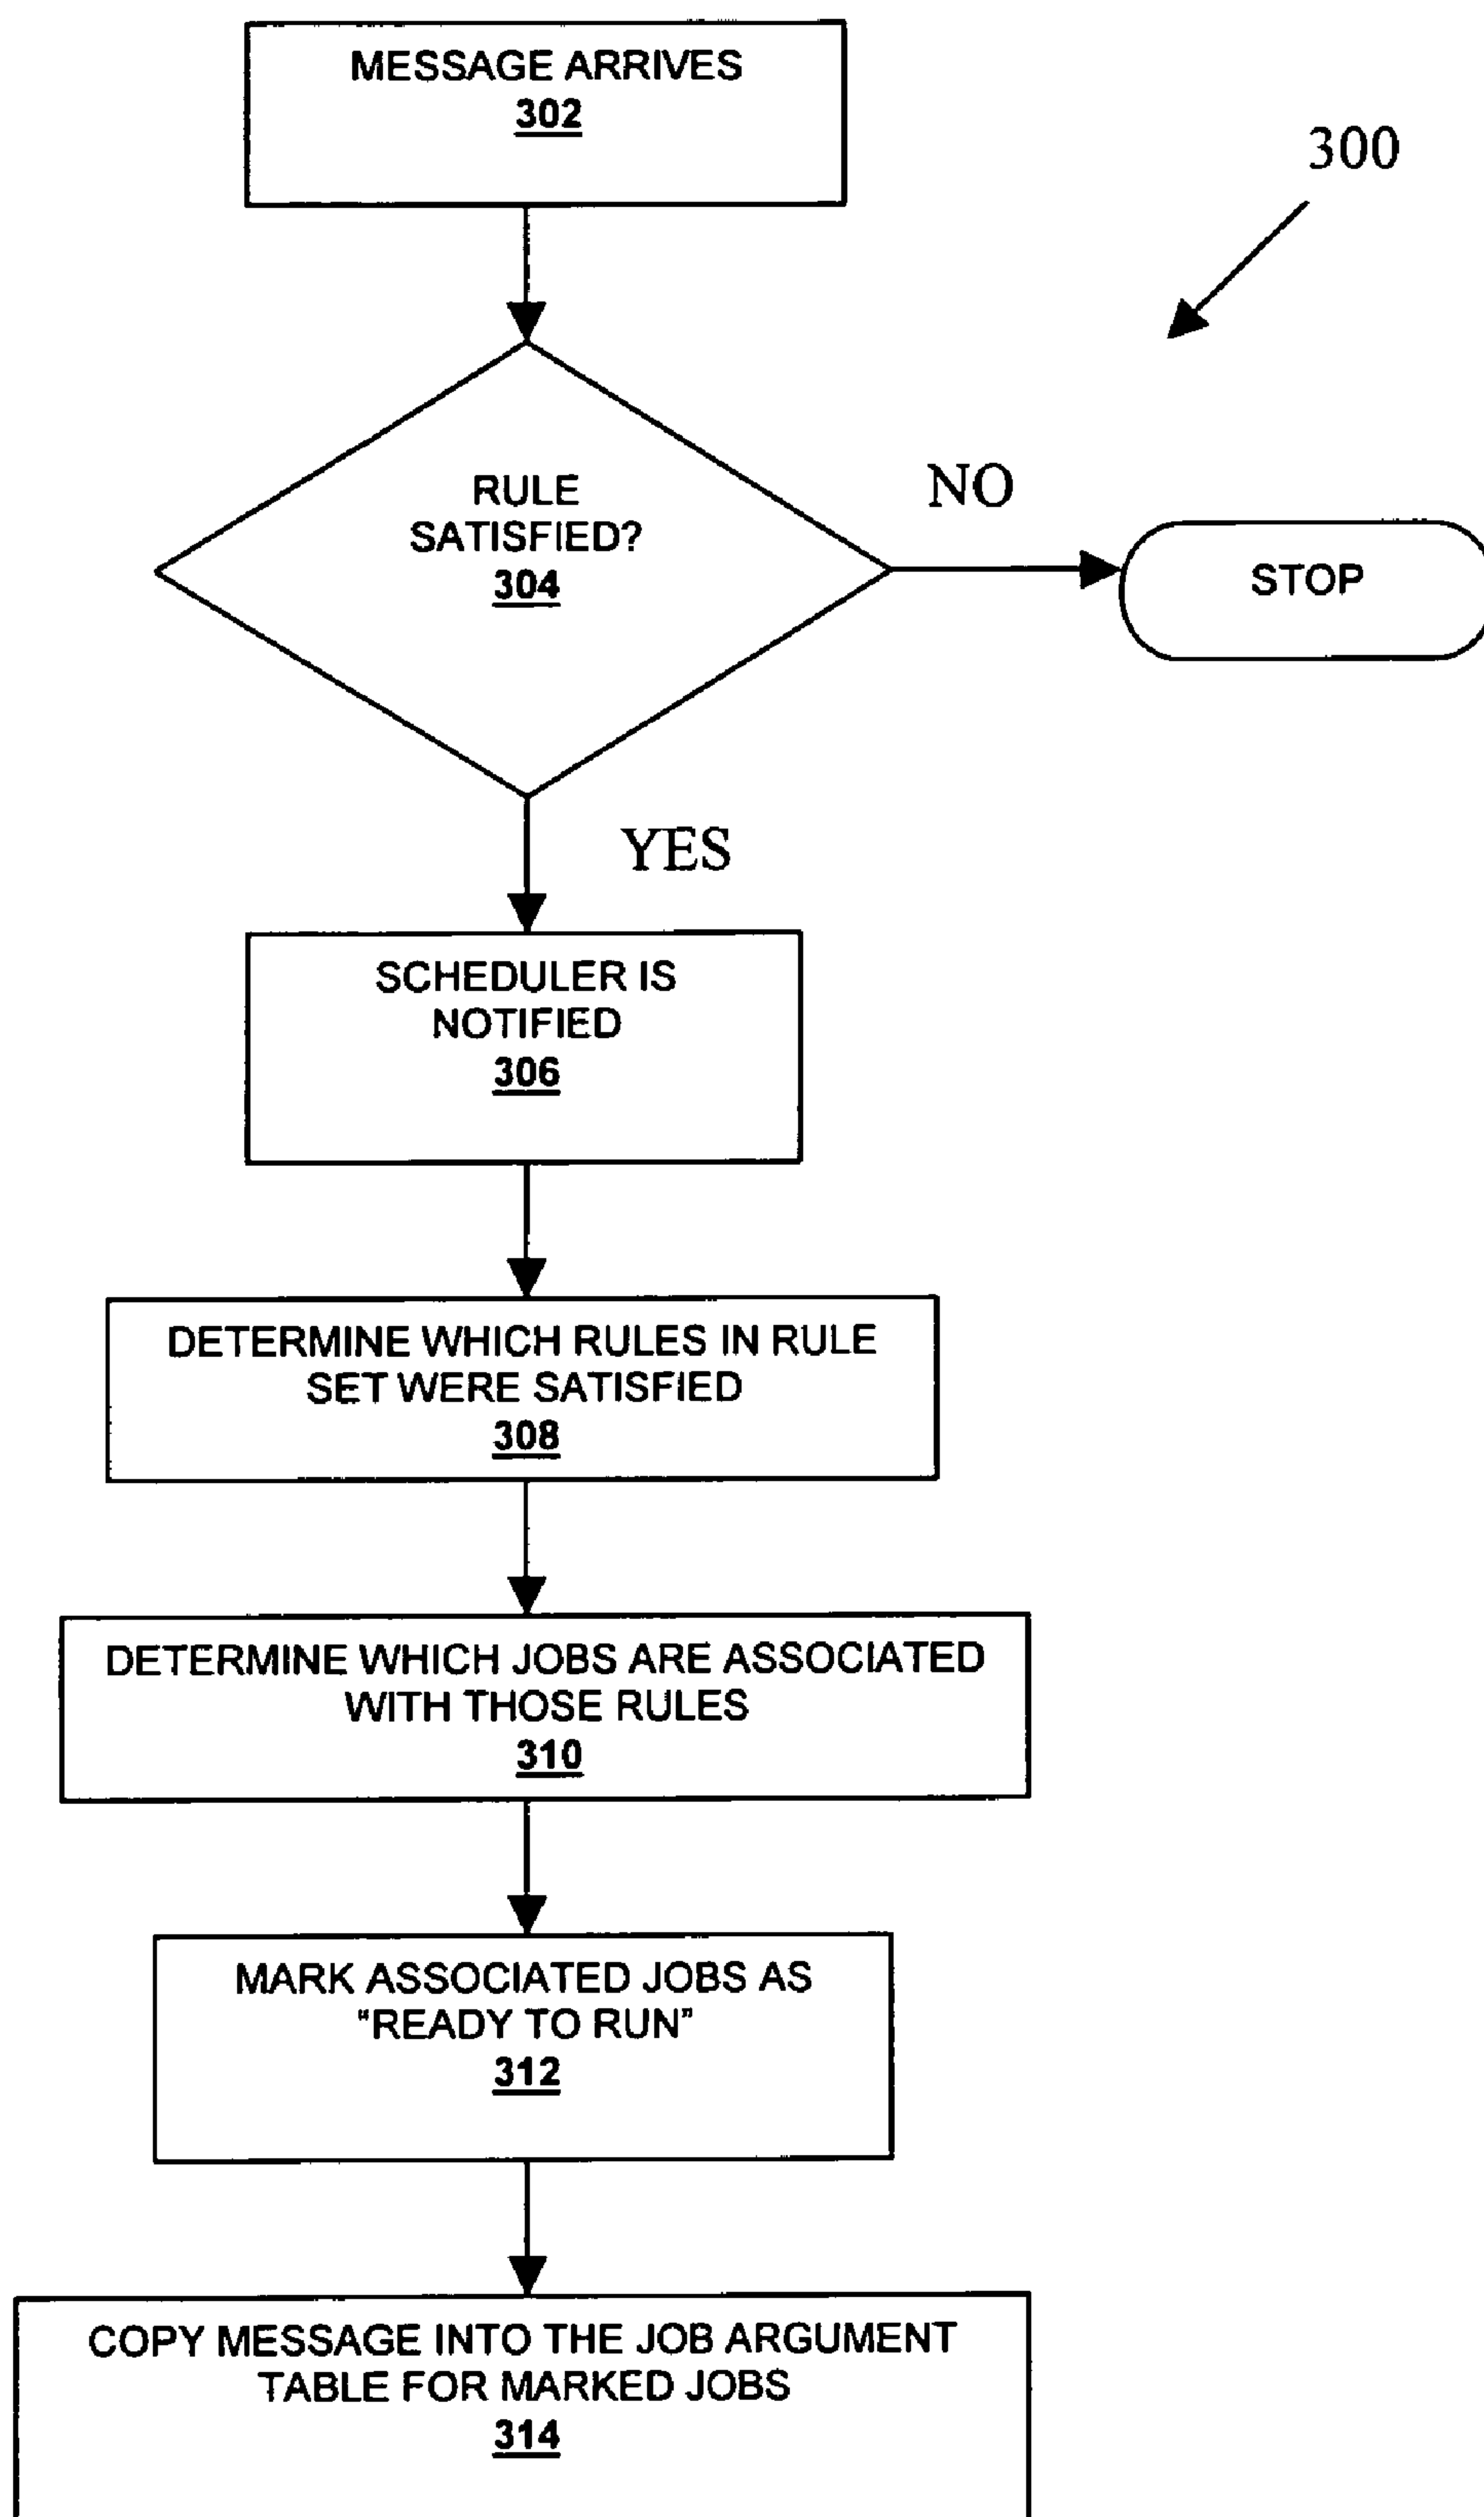 MESSAGE ARRIVES
302
300
RULE
SATISFIED?
304
NO
STOP
YES
SCHEDULER IS
NOTIFIED
306
DETERMINE WHICH RULES IN RULE
SET WERE SATISFIED
308
DETERMINE WHICH JOBS ARE ASSOCIATED
WITH THOSE RULES
310
MARK ASSOCIATED JOBS AS
"READY TO RUN"
312
COPY MESSAGE INTO THE JOB ARGUMENT
TABLE FOR MARKED JOBS
314